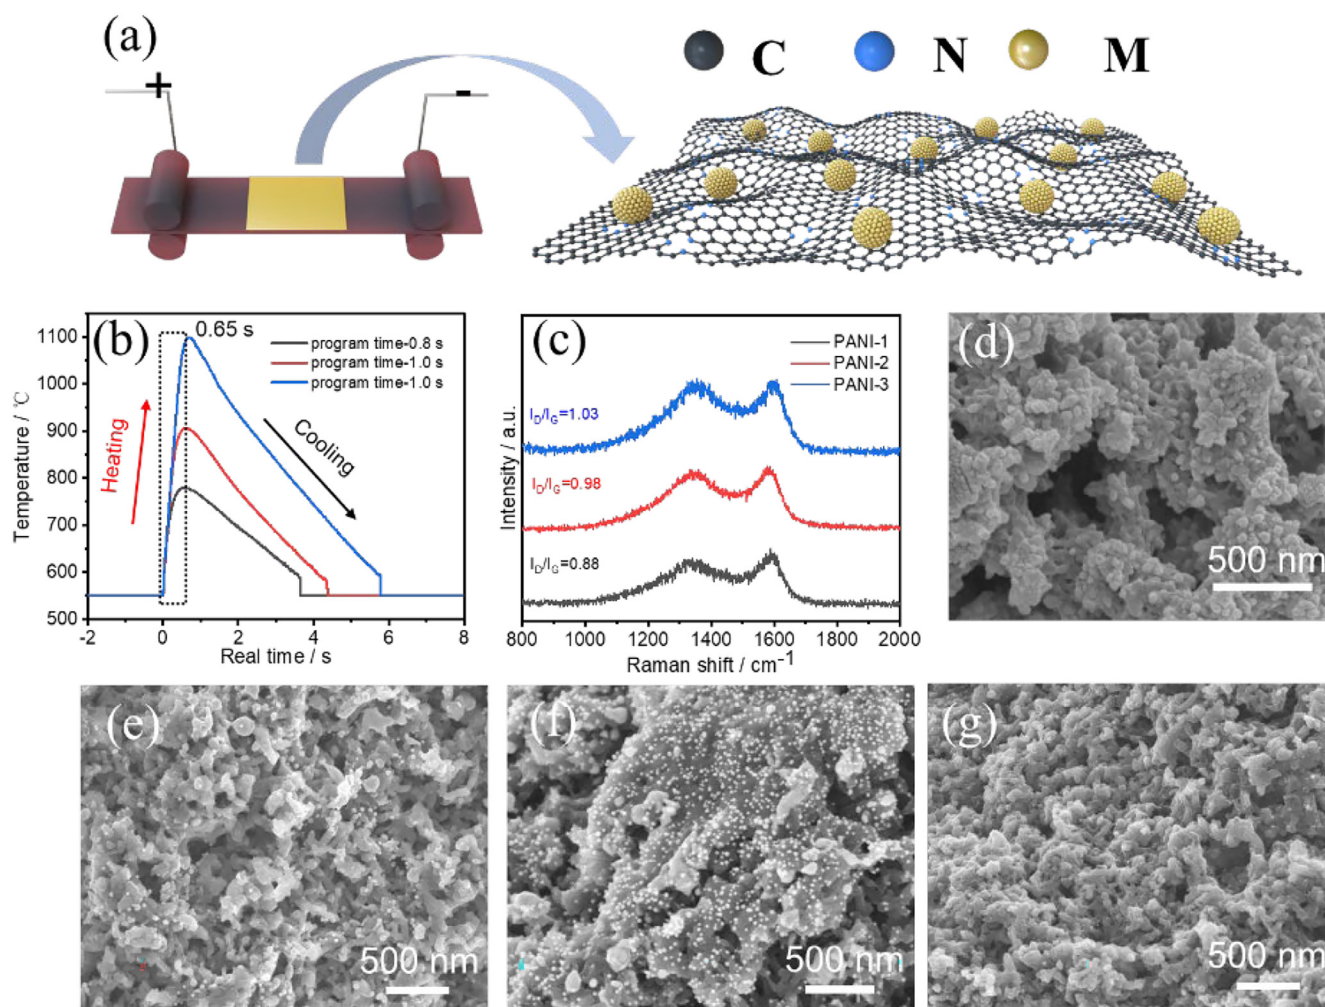 (a)
C
N
M
+
-
(b)
0.65 s
program time-0.8 s
program time-1.0 s
program time-1.0 s
Heating
Cooling
Temperature / ℃
1100
1000
900
800
700
600
500
-2
0
2
4
6
8
Real time / s
(c)
PANI-1
PANI-2
PANI-3
I_D/I_G=1.03
I_D/I_G=0.98
I_D/I_G=0.88
Intensity / a.u.
800
1000
1200
1400
1600
1800
2000
Raman shift / cm⁻¹
(d)
500 nm
(e)
500 nm
(f)
500 nm
(g)
500 nm